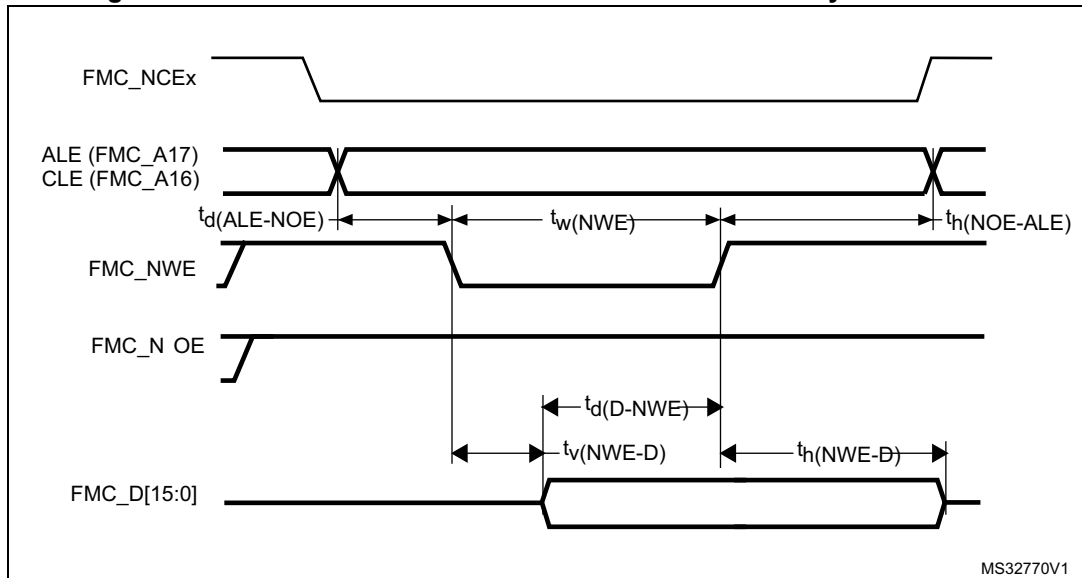 FMC_NCEx
ALE (FMC_A17)
CLE (FMC_A16)
td(ALE-NOE)
tw(NWE)
th(NOE-ALE)
FMC_NWE
FMC_N OE
td(D-NWE)
tv(NWE-D)
th(NWE-D)
FMC_D[15:0]
MS32770V1